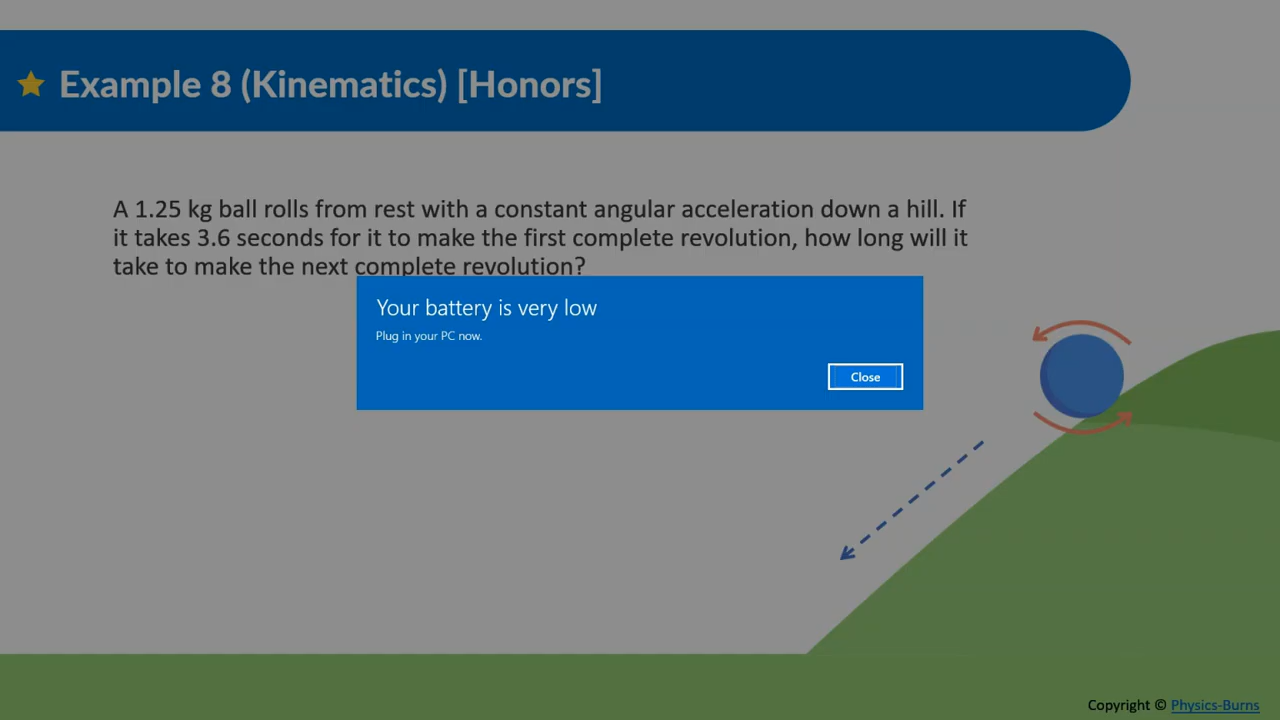 Example 8 (Kinematics) [Honors]
A 1.25 kg ball rolls from rest with a constant angular acceleration down a hill. If
it takes 3.6 seconds for it to make the first complete revolution, how long will it
take to make the next complete revolution?
Your battery is very low
Plug in your PC now.
Close
Copyright © Physics-Burns